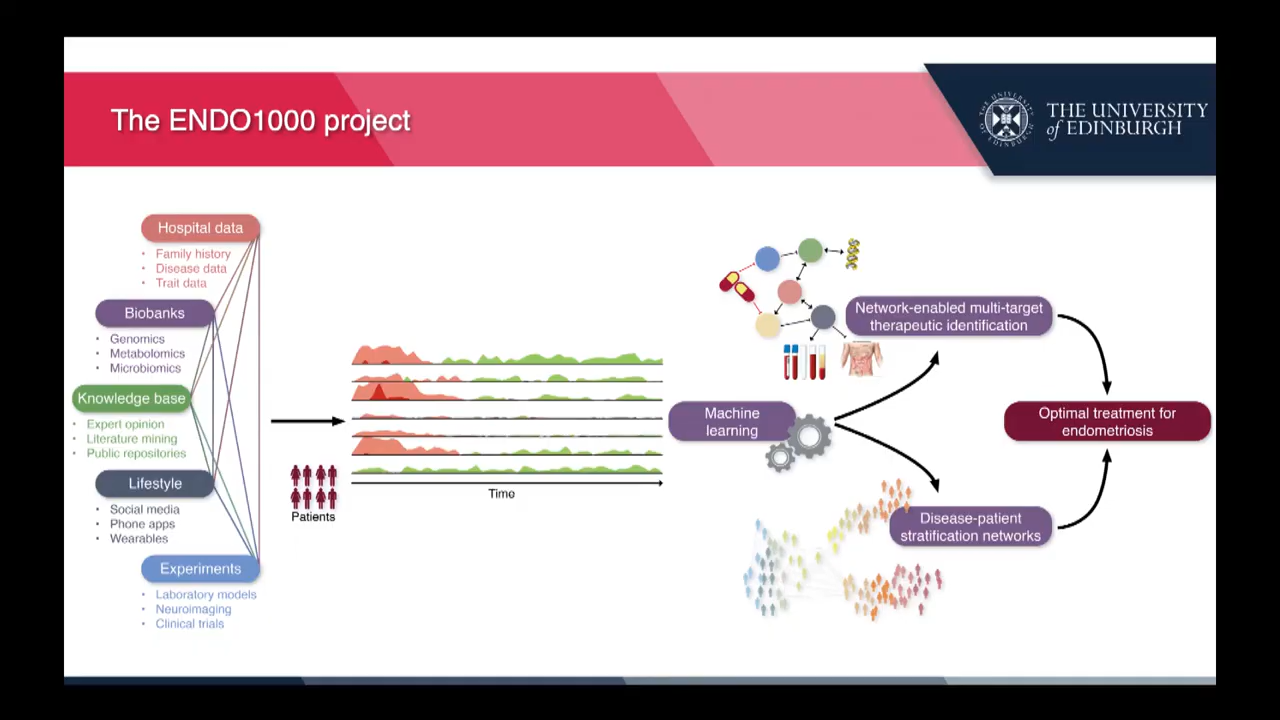 The ENDO1000 project
THE UNIVERSITY
of EDINBURGH
Hospital data
• Family history
• Disease data
• Trait data
Biobanks
• Genomics
• Metabolomics
• Microbiomics
Knowledge base
• Expert opinion
• Literature mining
• Public repositories
Lifestyle
• Social media
• Phone apps
• Wearables
Experiments
• Laboratory models
• Neuroimaging
• Clinical trials
Patients
Time
Machine
learning
Network-enabled multi-target
therapeutic identification
Disease-patient
stratification networks
Optimal treatment for
endometriosis